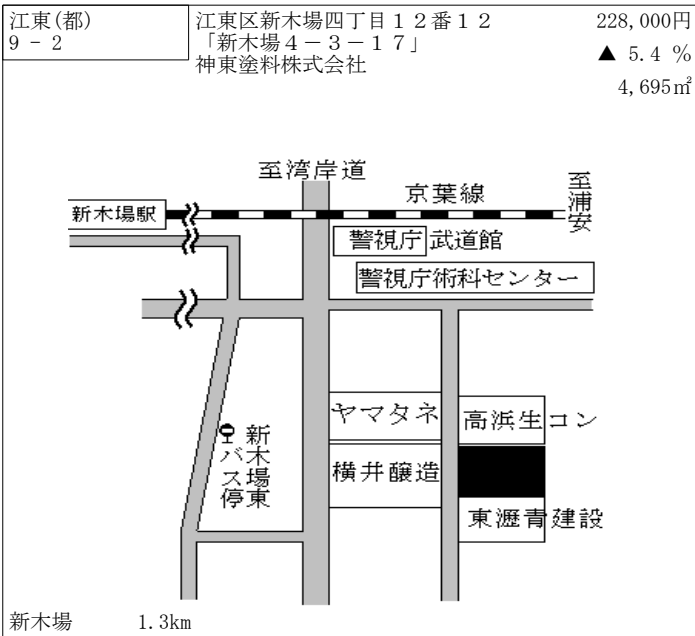 江東(都)
9 - 2
江東区新木場四丁目１２番１２
「新木場４－３－１７」
神東塗料株式会社
228,000円
▲ 5.4 %
4,695㎡
至湾岸道
京葉線
至浦安
新木場駅
警視庁武道館
警視庁術科センター
ヤマタネ
高浜生コン
新木場東
バス停
横井醸造
東瀝青建設
新木場 1.3km